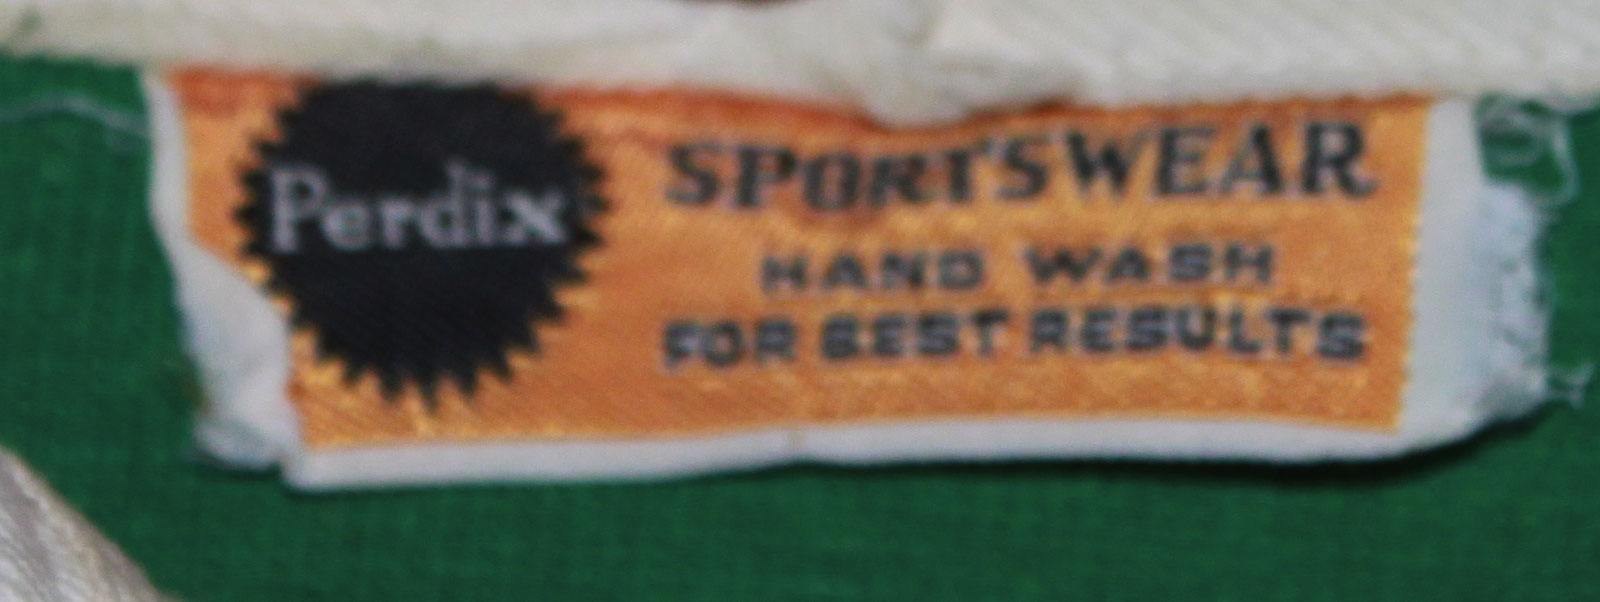 Perdix
SPORTSWEAR
HAND WASH
FOR BEST RESULTS